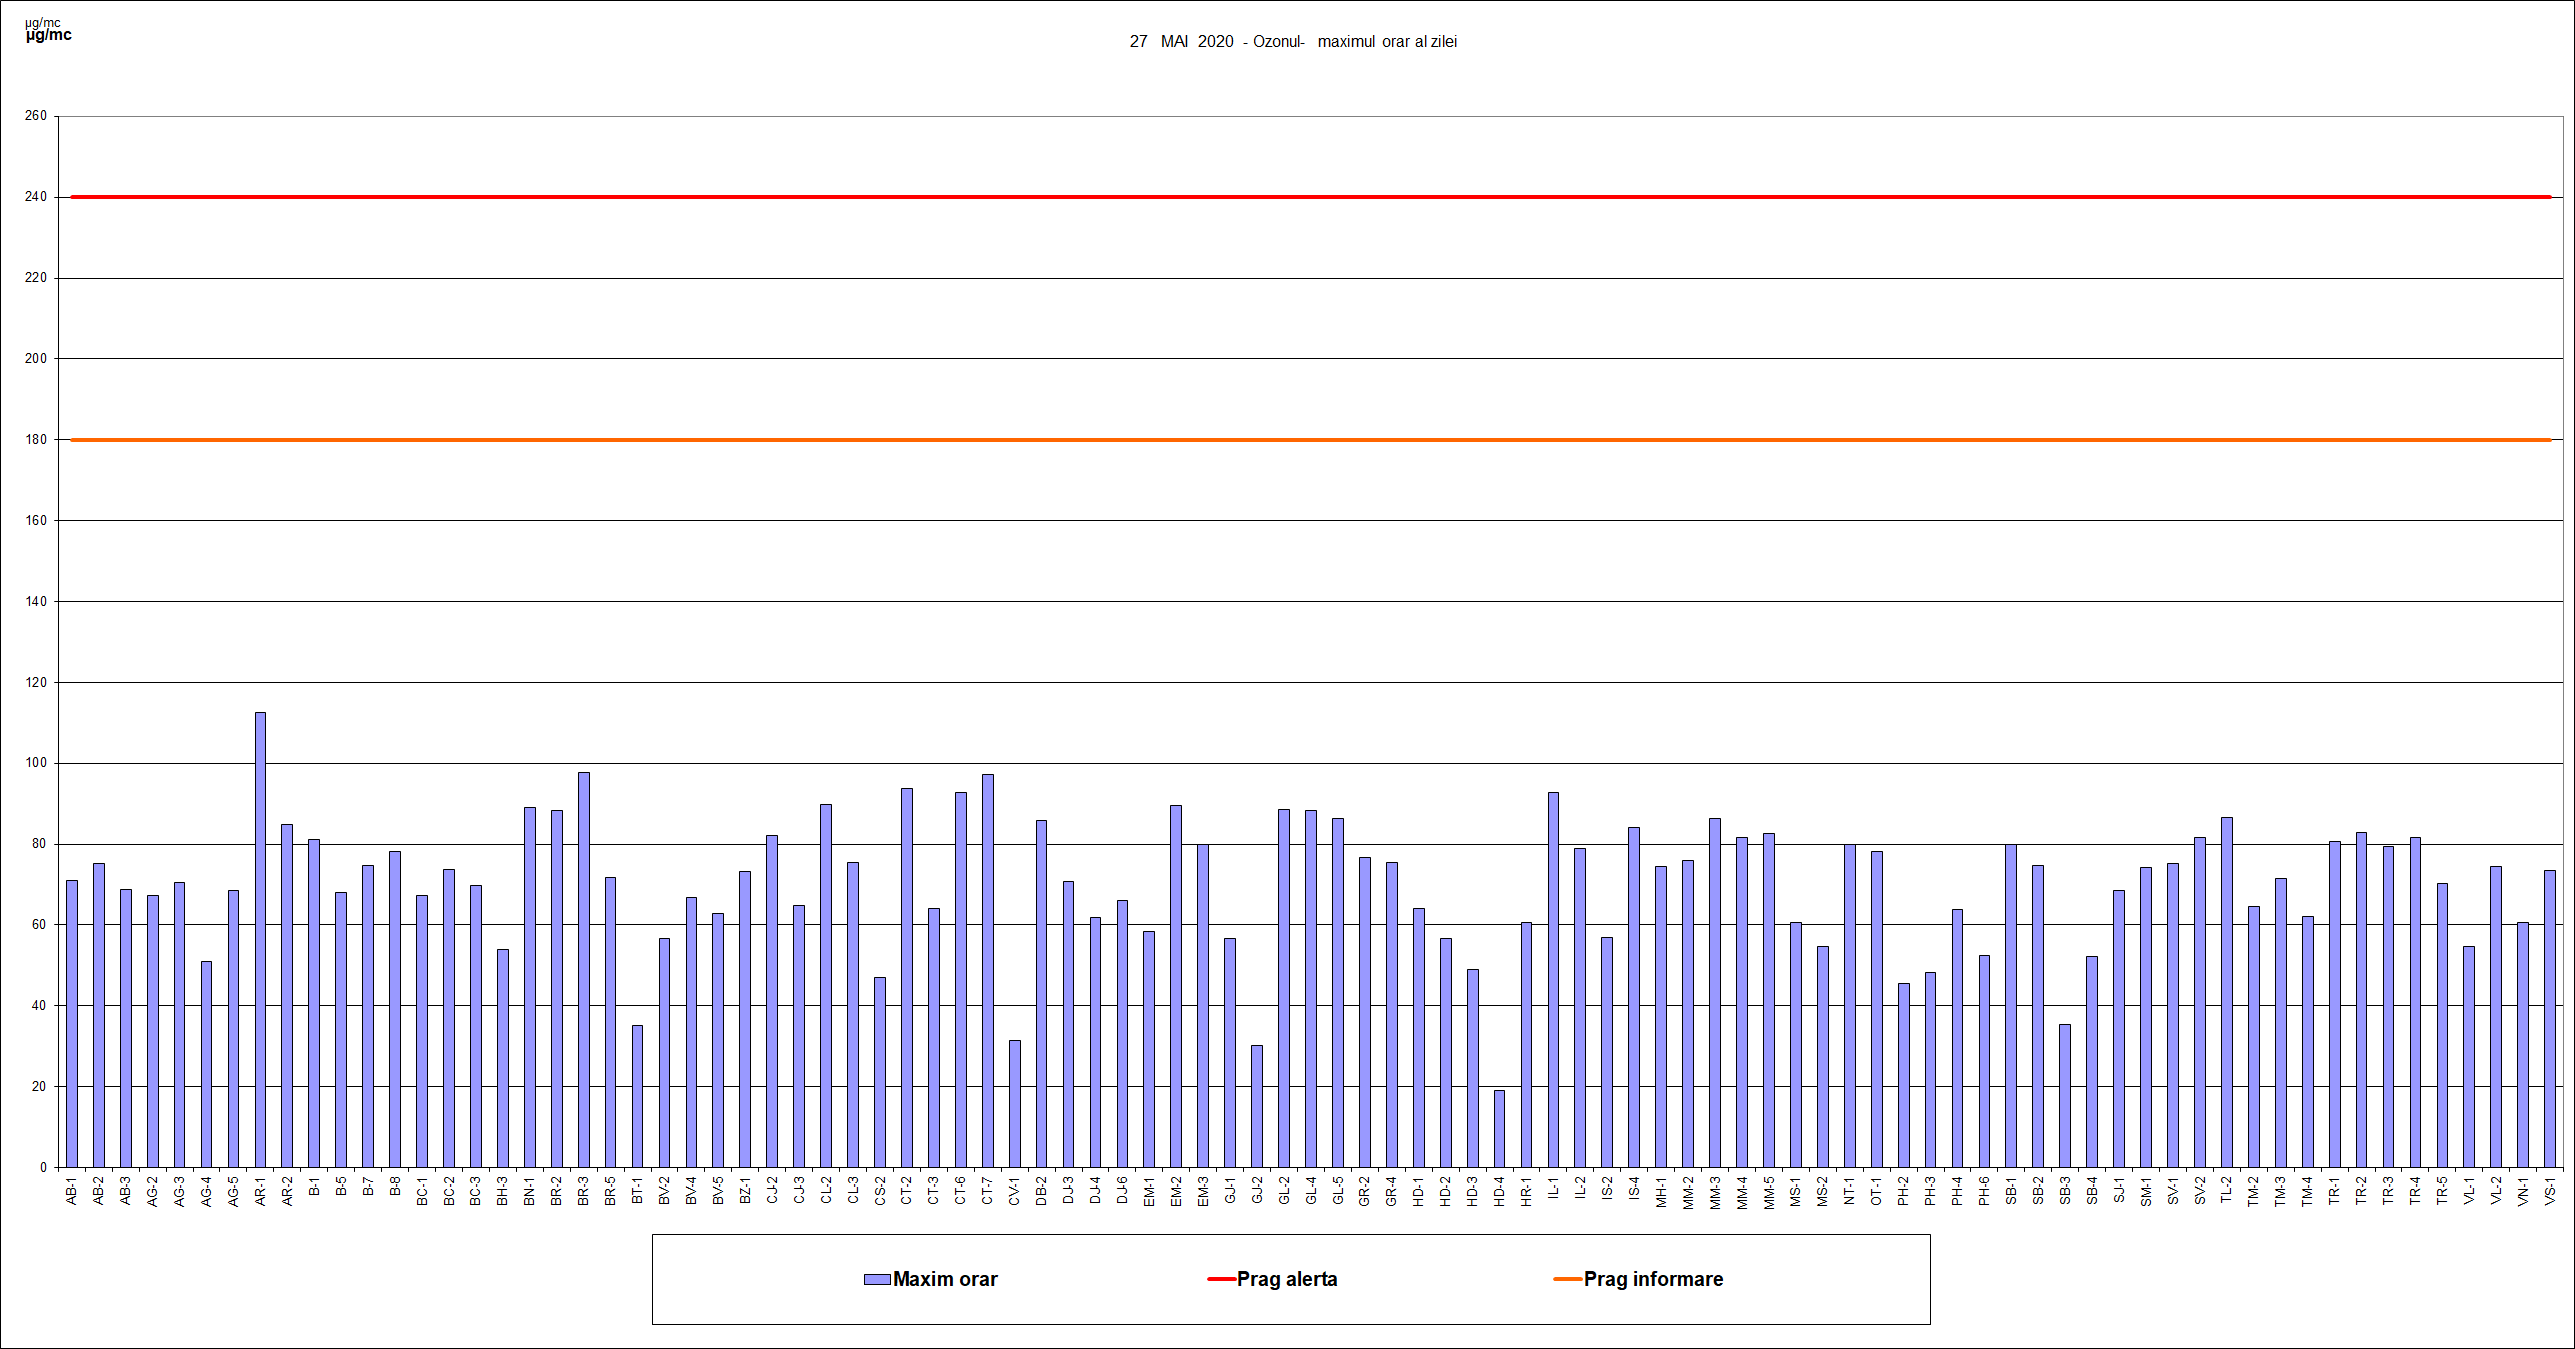 µg/mc
µg/mc
27 MAI 2020 - Ozonul- maximul orar al zilei
260
240
220
200
180
160
140
120
100
80
60
40
20
0
AB-1 AB-2 AB-3 AG-2 AG-3 AG-4 AG-5 AR-1 AR-2 B-1 B-5 B-7 B-8 BC-1 BC-2 BC-3 BH-3 BN-1 BR-2 BR-3 BR-5 BT-1 BV-2 BV-4 BV-5 BZ-1 CJ-2 CJ-3 CL-2 CL-3 CS-2 CT-2 CT-3 CT-6 CT-7 CV-1 DB-2 DJ-3 DJ-4 DJ-6 EM-1 EM-2 EM-3 GJ-1 GJ-2 GL-2 GL-4 GL-5 GR-2 GR-4 HD-1 HD-2 HD-3 HD-4 HR-1 IL-1 IL-2 IS-2 IS-4 MH-1 MM-2 MM-3 MM-4 MM-5 MS-1 MS-2 NT-1 OT-1 PH-2 PH-3 PH-4 PH-6 SB-1 SB-2 SB-3 SB-4 SJ-1 SM-1 SV-1 SV-2 TL-2 TM-2 TM-3 TM-4 TR-1 TR-2 TR-3 TR-4 TR-5 VL-1 VL-2 VN-1 VS-1
Maxim orar Prag alerta Prag informare